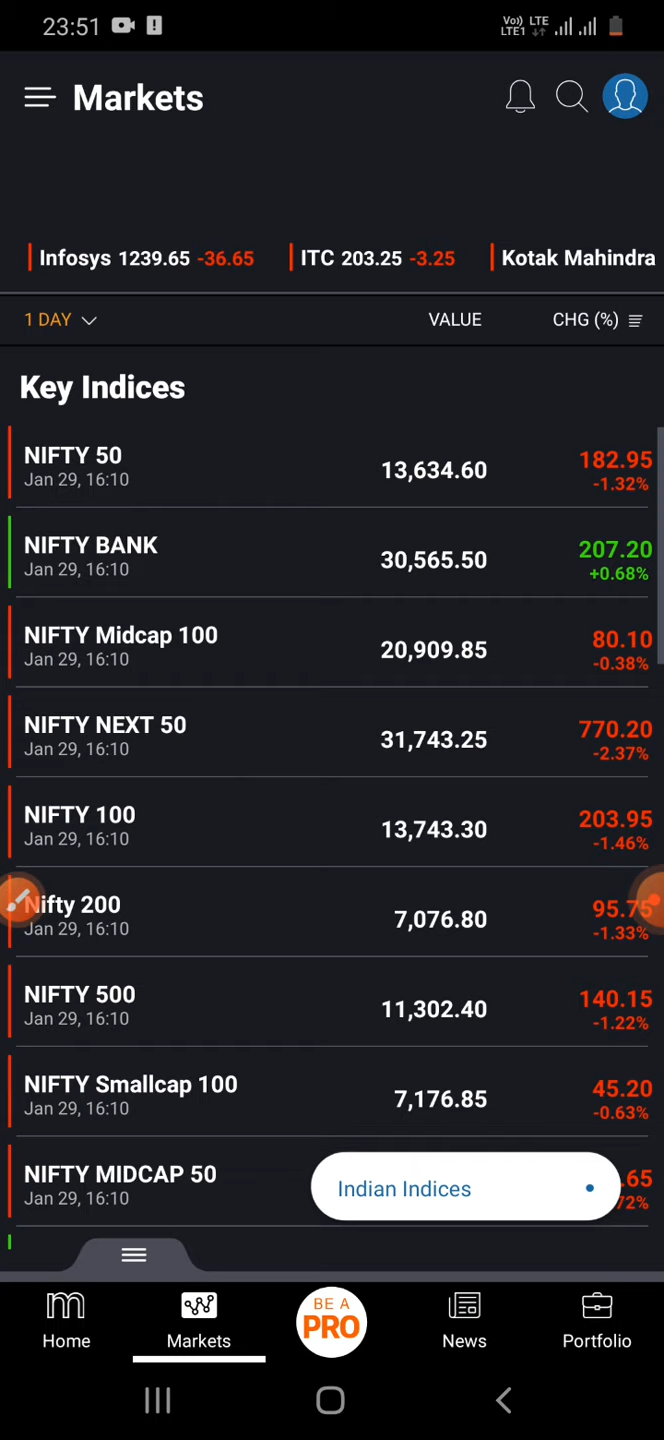 23:51 Vo)) LTE
LTE1
Markets
Infosys 1239.65 -36.65 ITC 203.25 -3.25 Kotak Mahindra
1 DAY VALUE CHG (%)
Key Indices
NIFTY 50 13,634.60 182.95
Jan 29, 16:10 -1.32%
NIFTY BANK 30,565.50 207.20
Jan 29, 16:10 +0.68%
NIFTY Midcap 100 20,909.85 80.10
Jan 29, 16:10 -0.38%
NIFTY NEXT 50 31,743.25 770.20
Jan 29, 16:10 -2.37%
NIFTY 100 13,743.30 203.95
Jan 29, 16:10 -1.46%
Nifty 200 7,076.80 95.75
Jan 29, 16:10 -1.33%
NIFTY 500 11,302.40 140.15
Jan 29, 16:10 -1.22%
NIFTY Smallcap 100 7,176.85 45.20
Jan 29, 16:10 -0.63%
NIFTY MIDCAP 50 .65
Jan 29, 16:10 72%
Indian Indices
BE A
PRO
Home Markets News Portfolio